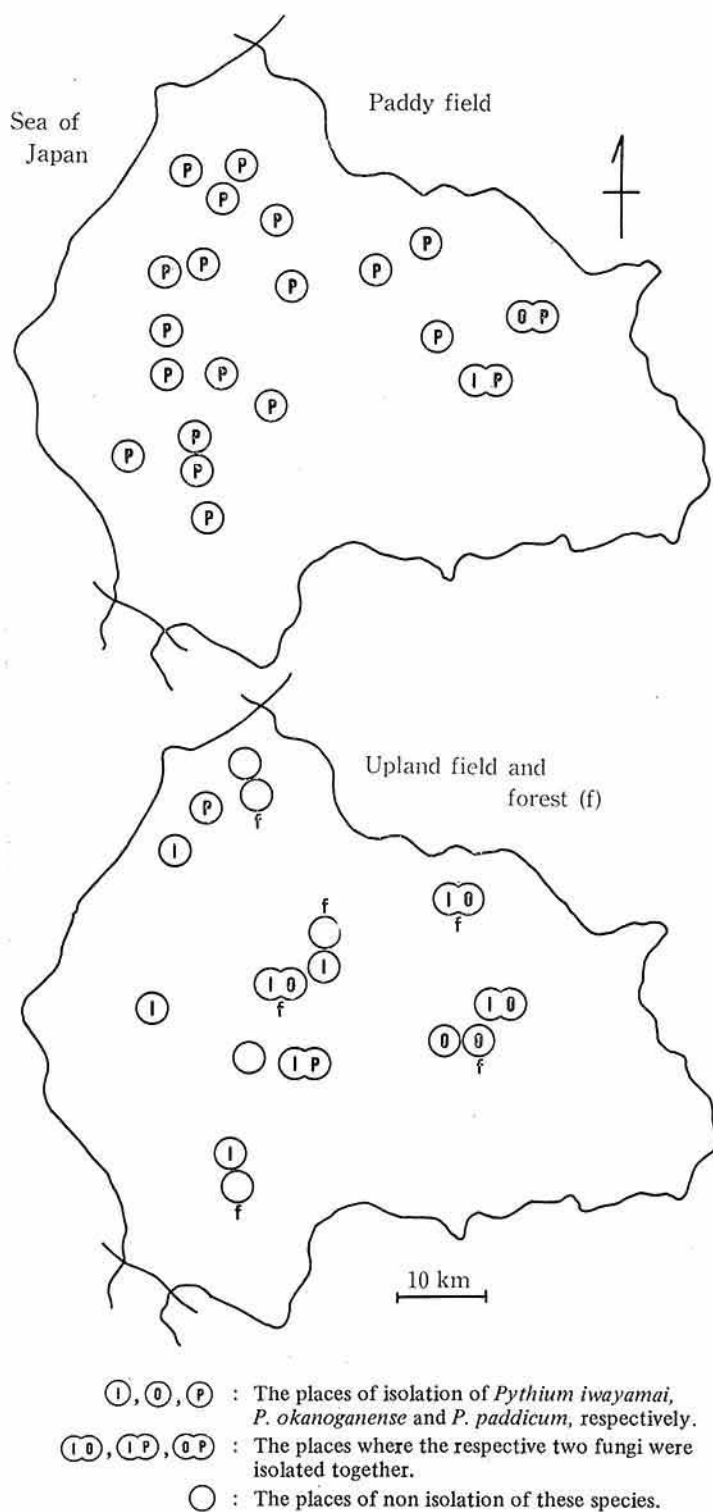 Paddy field
Sea of
Japan
P
P
P
P
P
P
P
P
P
O P
P
P
I P
P
P
P
P
P
P
P
Upland field and
forest (f)
f
P
I
I O
f
f
I
I O
f
I
I O
O
O
f
I P
I
f
10 km
I, O, P : The places of isolation of Pythium iwayamai,
P. okanoganense and P. paddicum, respectively.
I O, I P, O P : The places where the respective two fungi were
isolated together.
: The places of non isolation of these species.